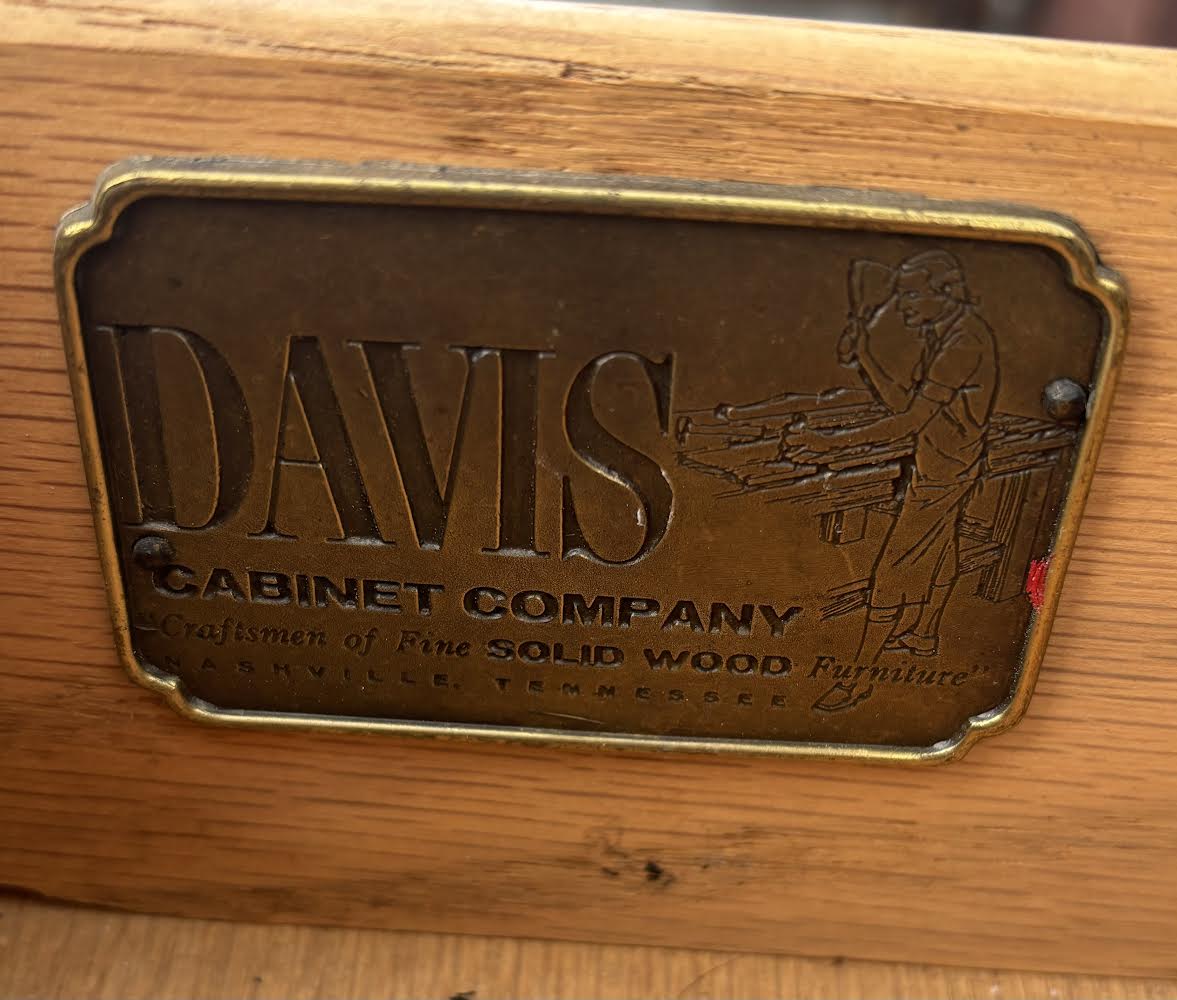 DAVIS
CABINET COMPANY
"Craftsmen of Fine SOLID WOOD Furniture"
NASHVILLE, TENNESSEE